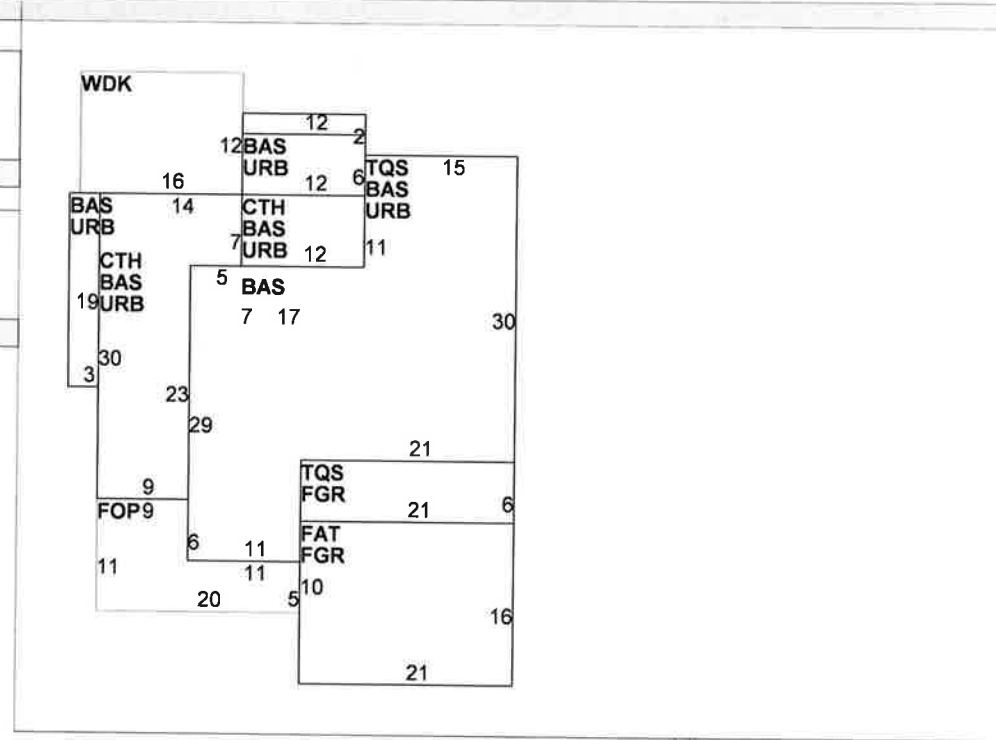 WDK
12
2
12 BAS
URB
TQS 15
BAS
URB
16
12
6
BAS
URB
14
CTH
BAS
URB
7
12
11
CTH
BAS
URB
5
BAS
7 17
19
30
30
3
23
29
21
TQS
FGR
9
FOP 9
21
6
FAT
FGR
6
11
11
11
10
20
5
16
21